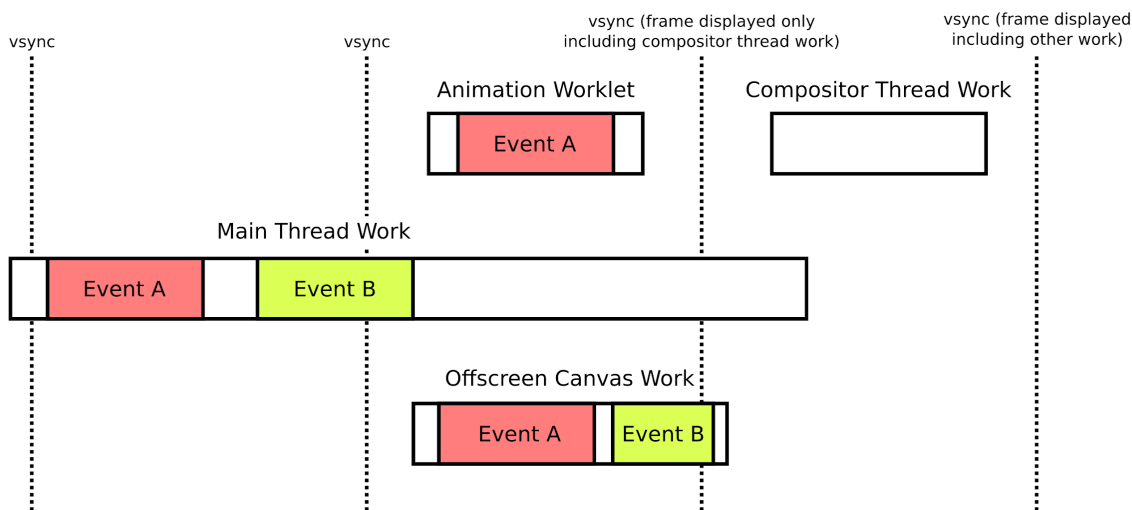 vsync
vsync
vsync (frame displayed only
including compositor thread work)
vsync (frame displayed
including other work)
Animation Worklet
Compositor Thread Work
Event A
Main Thread Work
Event A
Event B
Offscreen Canvas Work
Event A
Event B